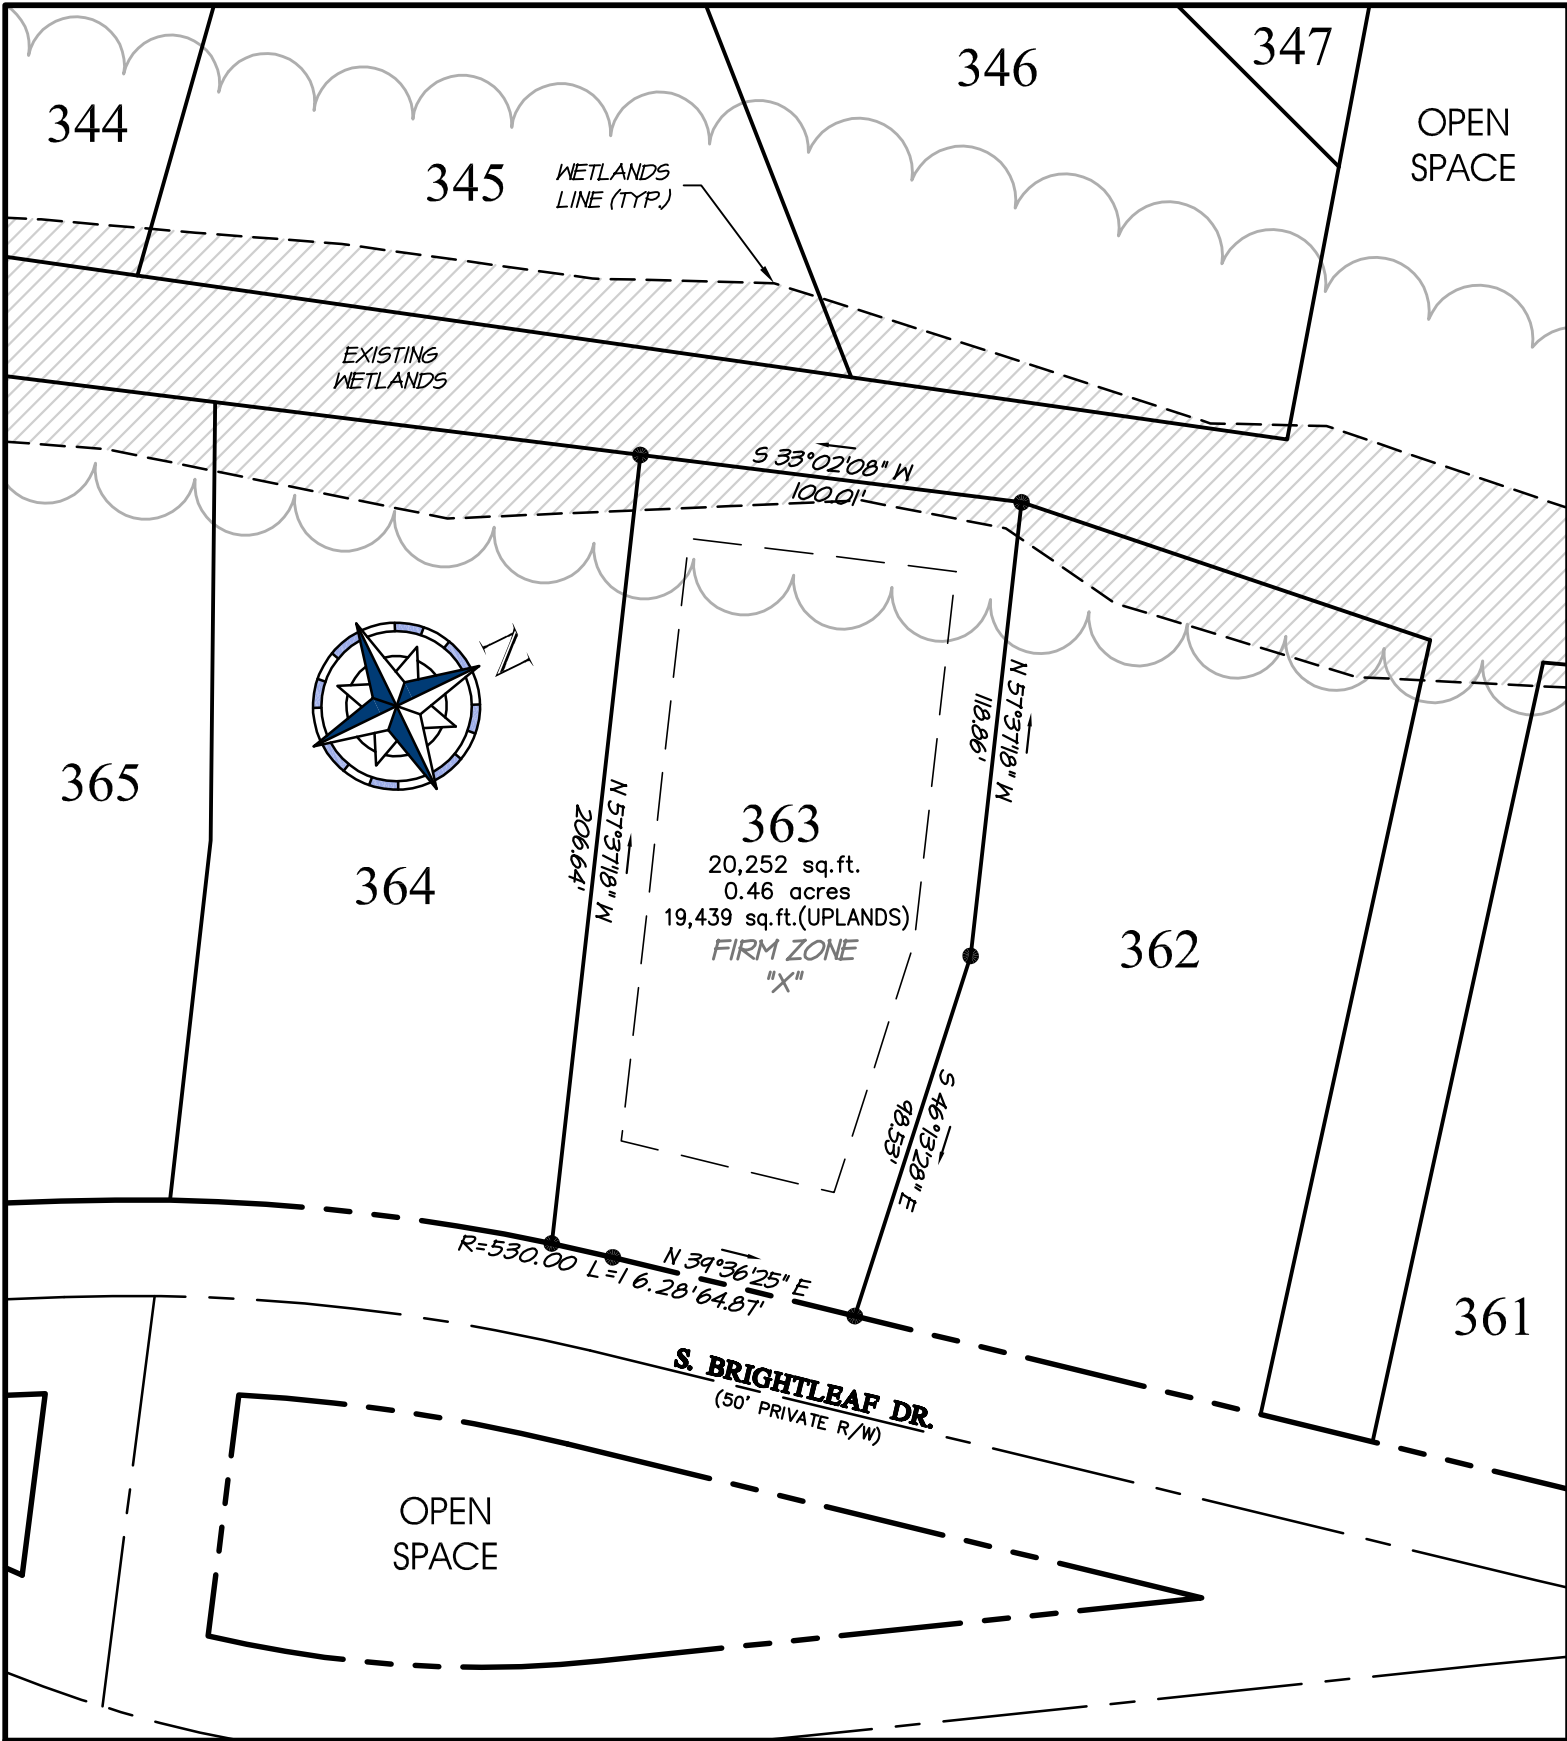 347
346
OPEN
SPACE
344
345
WETLANDS
LINE (TYP.)
EXISTING
WETLANDS
S 33°02'08" W
100.01'
N
N 57°37'18" W
118.86'
365
364
N 57°37'18" W
206.64'
363
20,252 sq.ft.
0.46 acres
19,439 sq.ft.(UPLANDS)
FIRM ZONE
"X"
362
S 46°13'28" E
98.53'
N 39°36'25" E
R=530.00 L=16.28' 64.87'
361
S. BRIGHTLEAF DR.
(50' PRIVATE R/W)
OPEN
SPACE